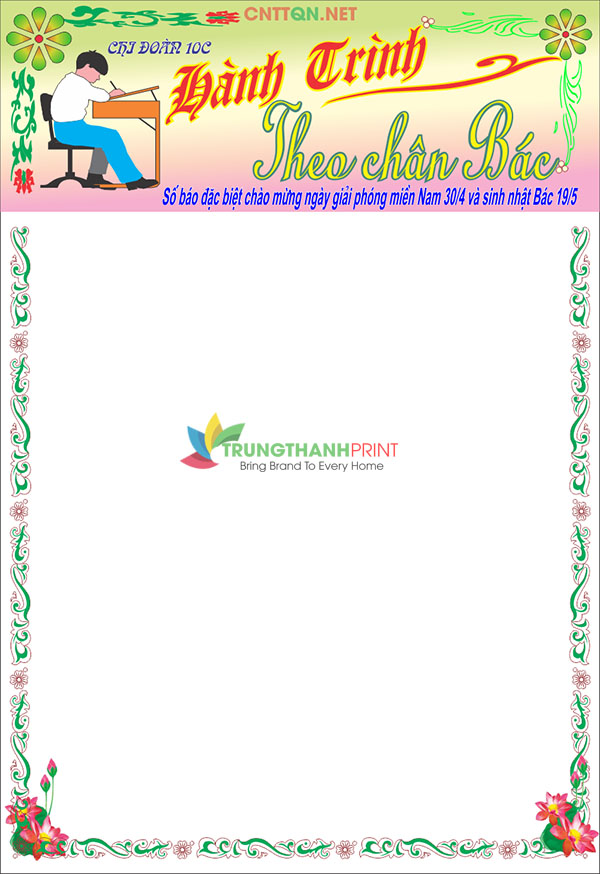 CNTTQN.NET
CHI ĐOÀN 10C
Hành Trình
Theo chân Bác
Số báo đặc biệt chào mừng ngày giải phóng miền Nam 30/4 và sinh nhật Bác 19/5
TRUNGTHANHPRINT
Bring Brand To Every Home